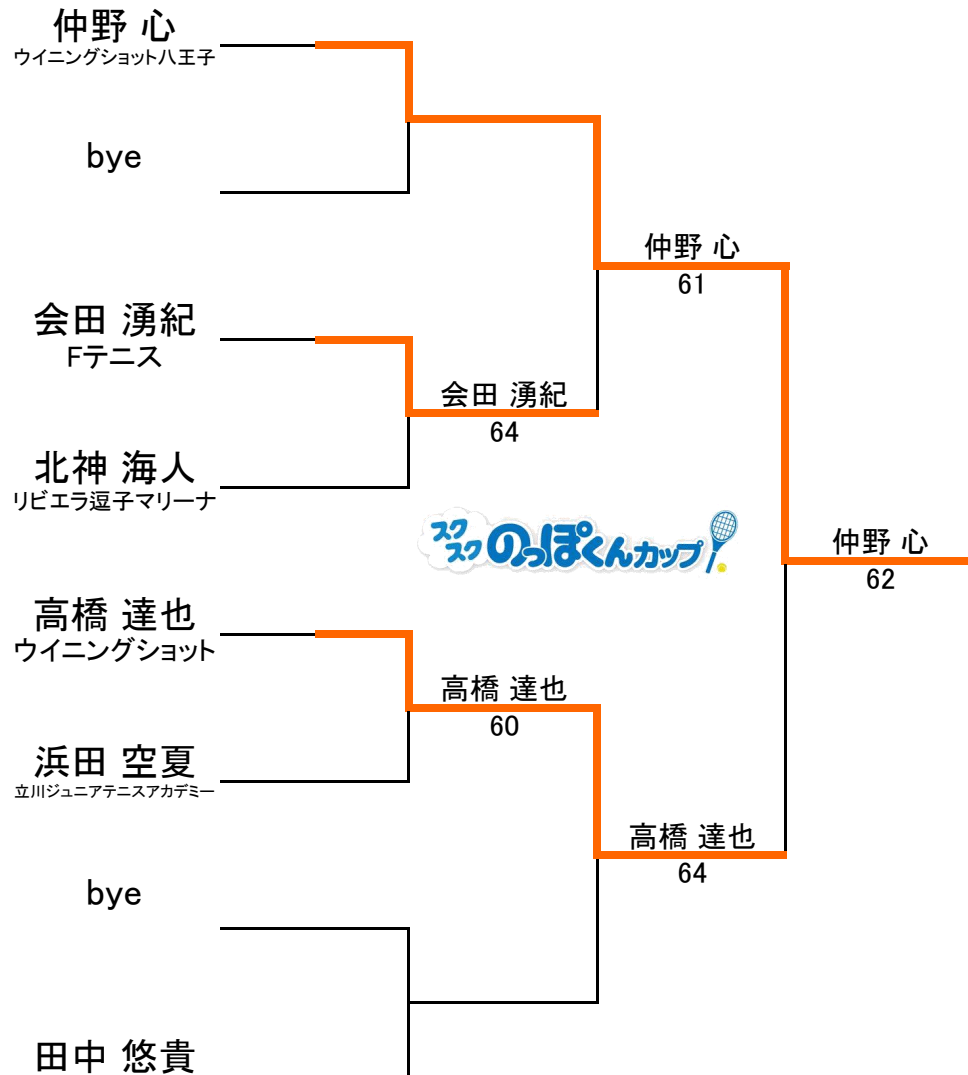 仲野 心
ウイニングショット八王子
bye
仲野 心
61
会田 湧紀
Fテニス
会田 湧紀
64
北神 海人
リビエラ逗子マリーナ
スク
スク のっぽくんカップ
仲野 心
62
高橋 達也
ウイニングショット
高橋 達也
60
浜田 空夏
立川ジュニアテニスアカデミー
高橋 達也
64
bye
田中 悠貴